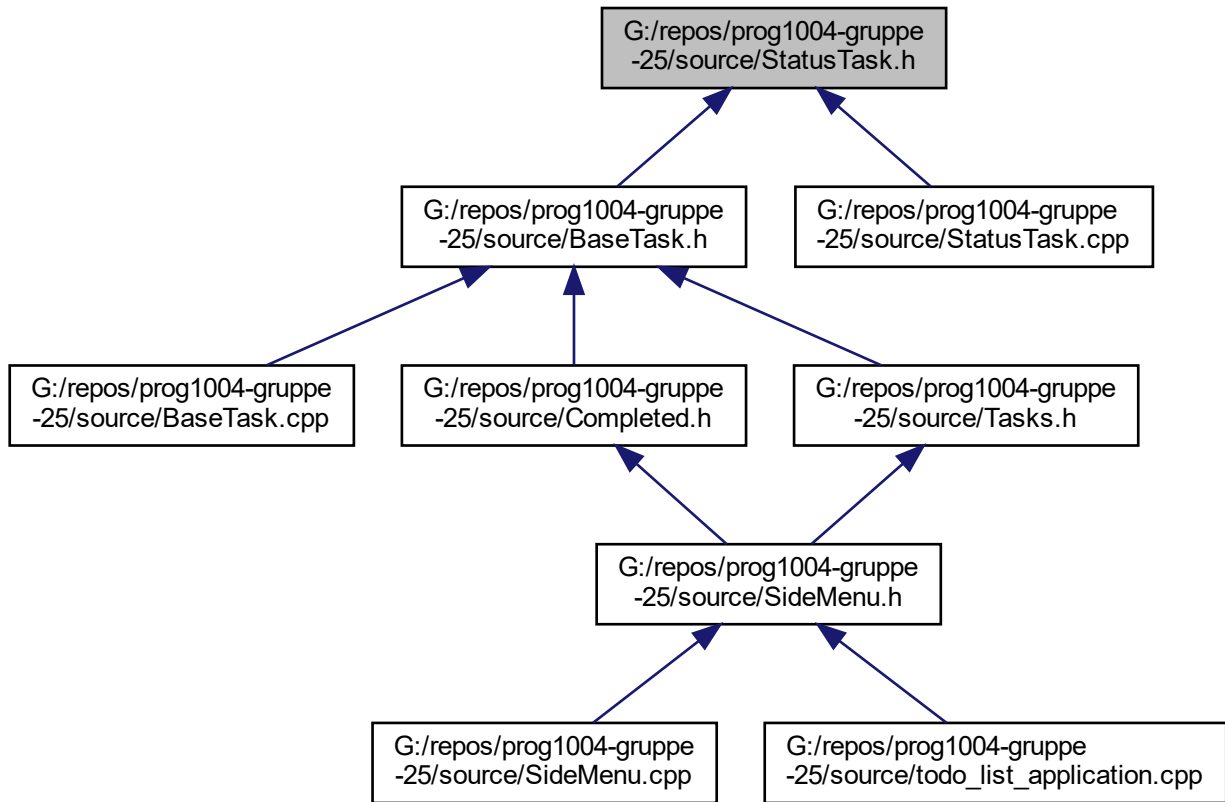 G:/repos/prog1004-gruppe
-25/source/StatusTask.h
G:/repos/prog1004-gruppe
-25/source/BaseTask.h
G:/repos/prog1004-gruppe
-25/source/StatusTask.cpp
G:/repos/prog1004-gruppe
-25/source/BaseTask.cpp
G:/repos/prog1004-gruppe
-25/source/Completed.h
G:/repos/prog1004-gruppe
-25/source/Tasks.h
G:/repos/prog1004-gruppe
-25/source/SideMenu.h
G:/repos/prog1004-gruppe
-25/source/SideMenu.cpp
G:/repos/prog1004-gruppe
-25/source/todo_list_application.cpp